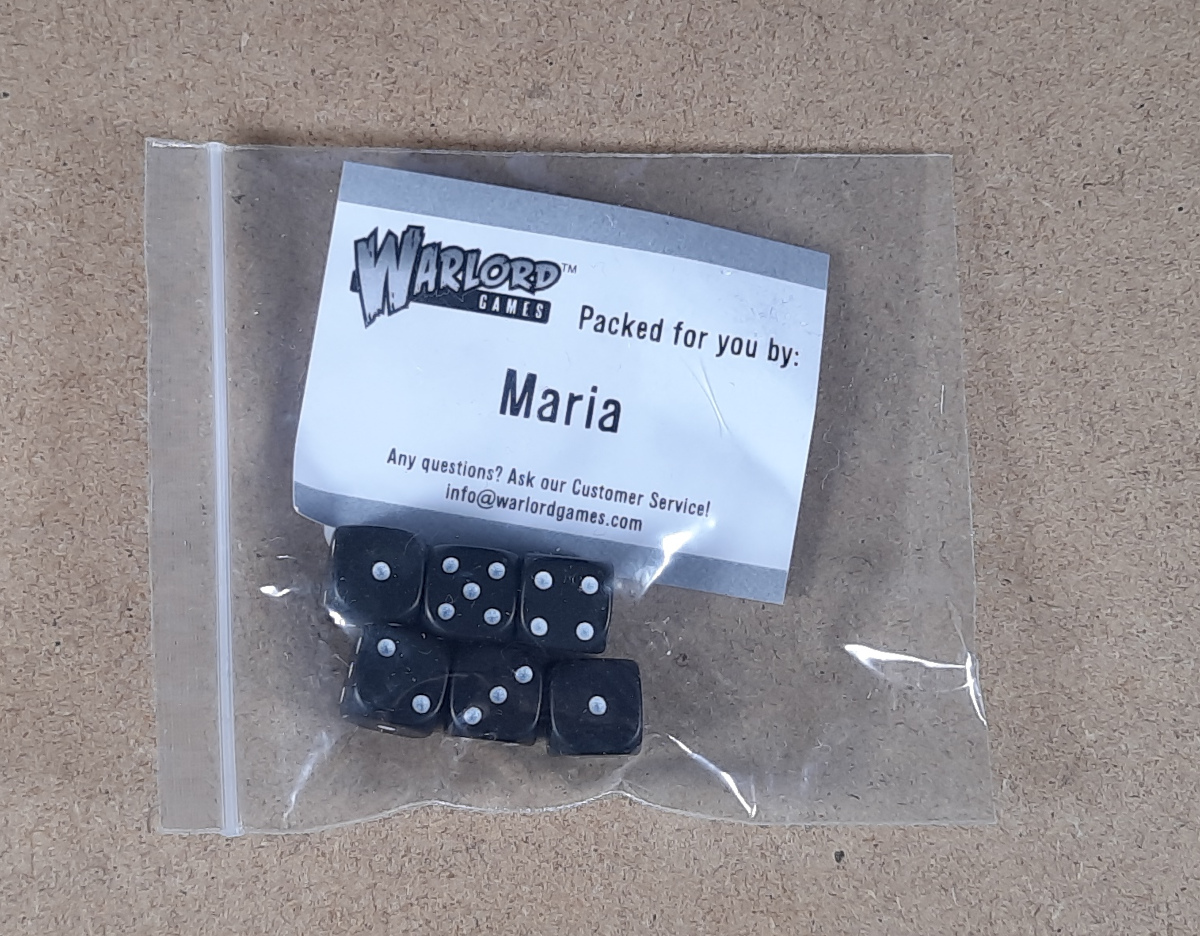 WARLORD™
GAMES
Packed for you by:
Maria
Any questions? Ask our Customer Service!
info@warlordgames.com